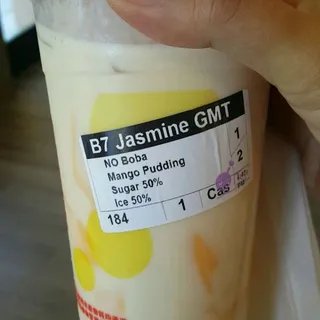 B7 Jasmine GMT
NO Boba
Mango Pudding
Sugar 50%
Ice 50%
1
2
184
1
Cas